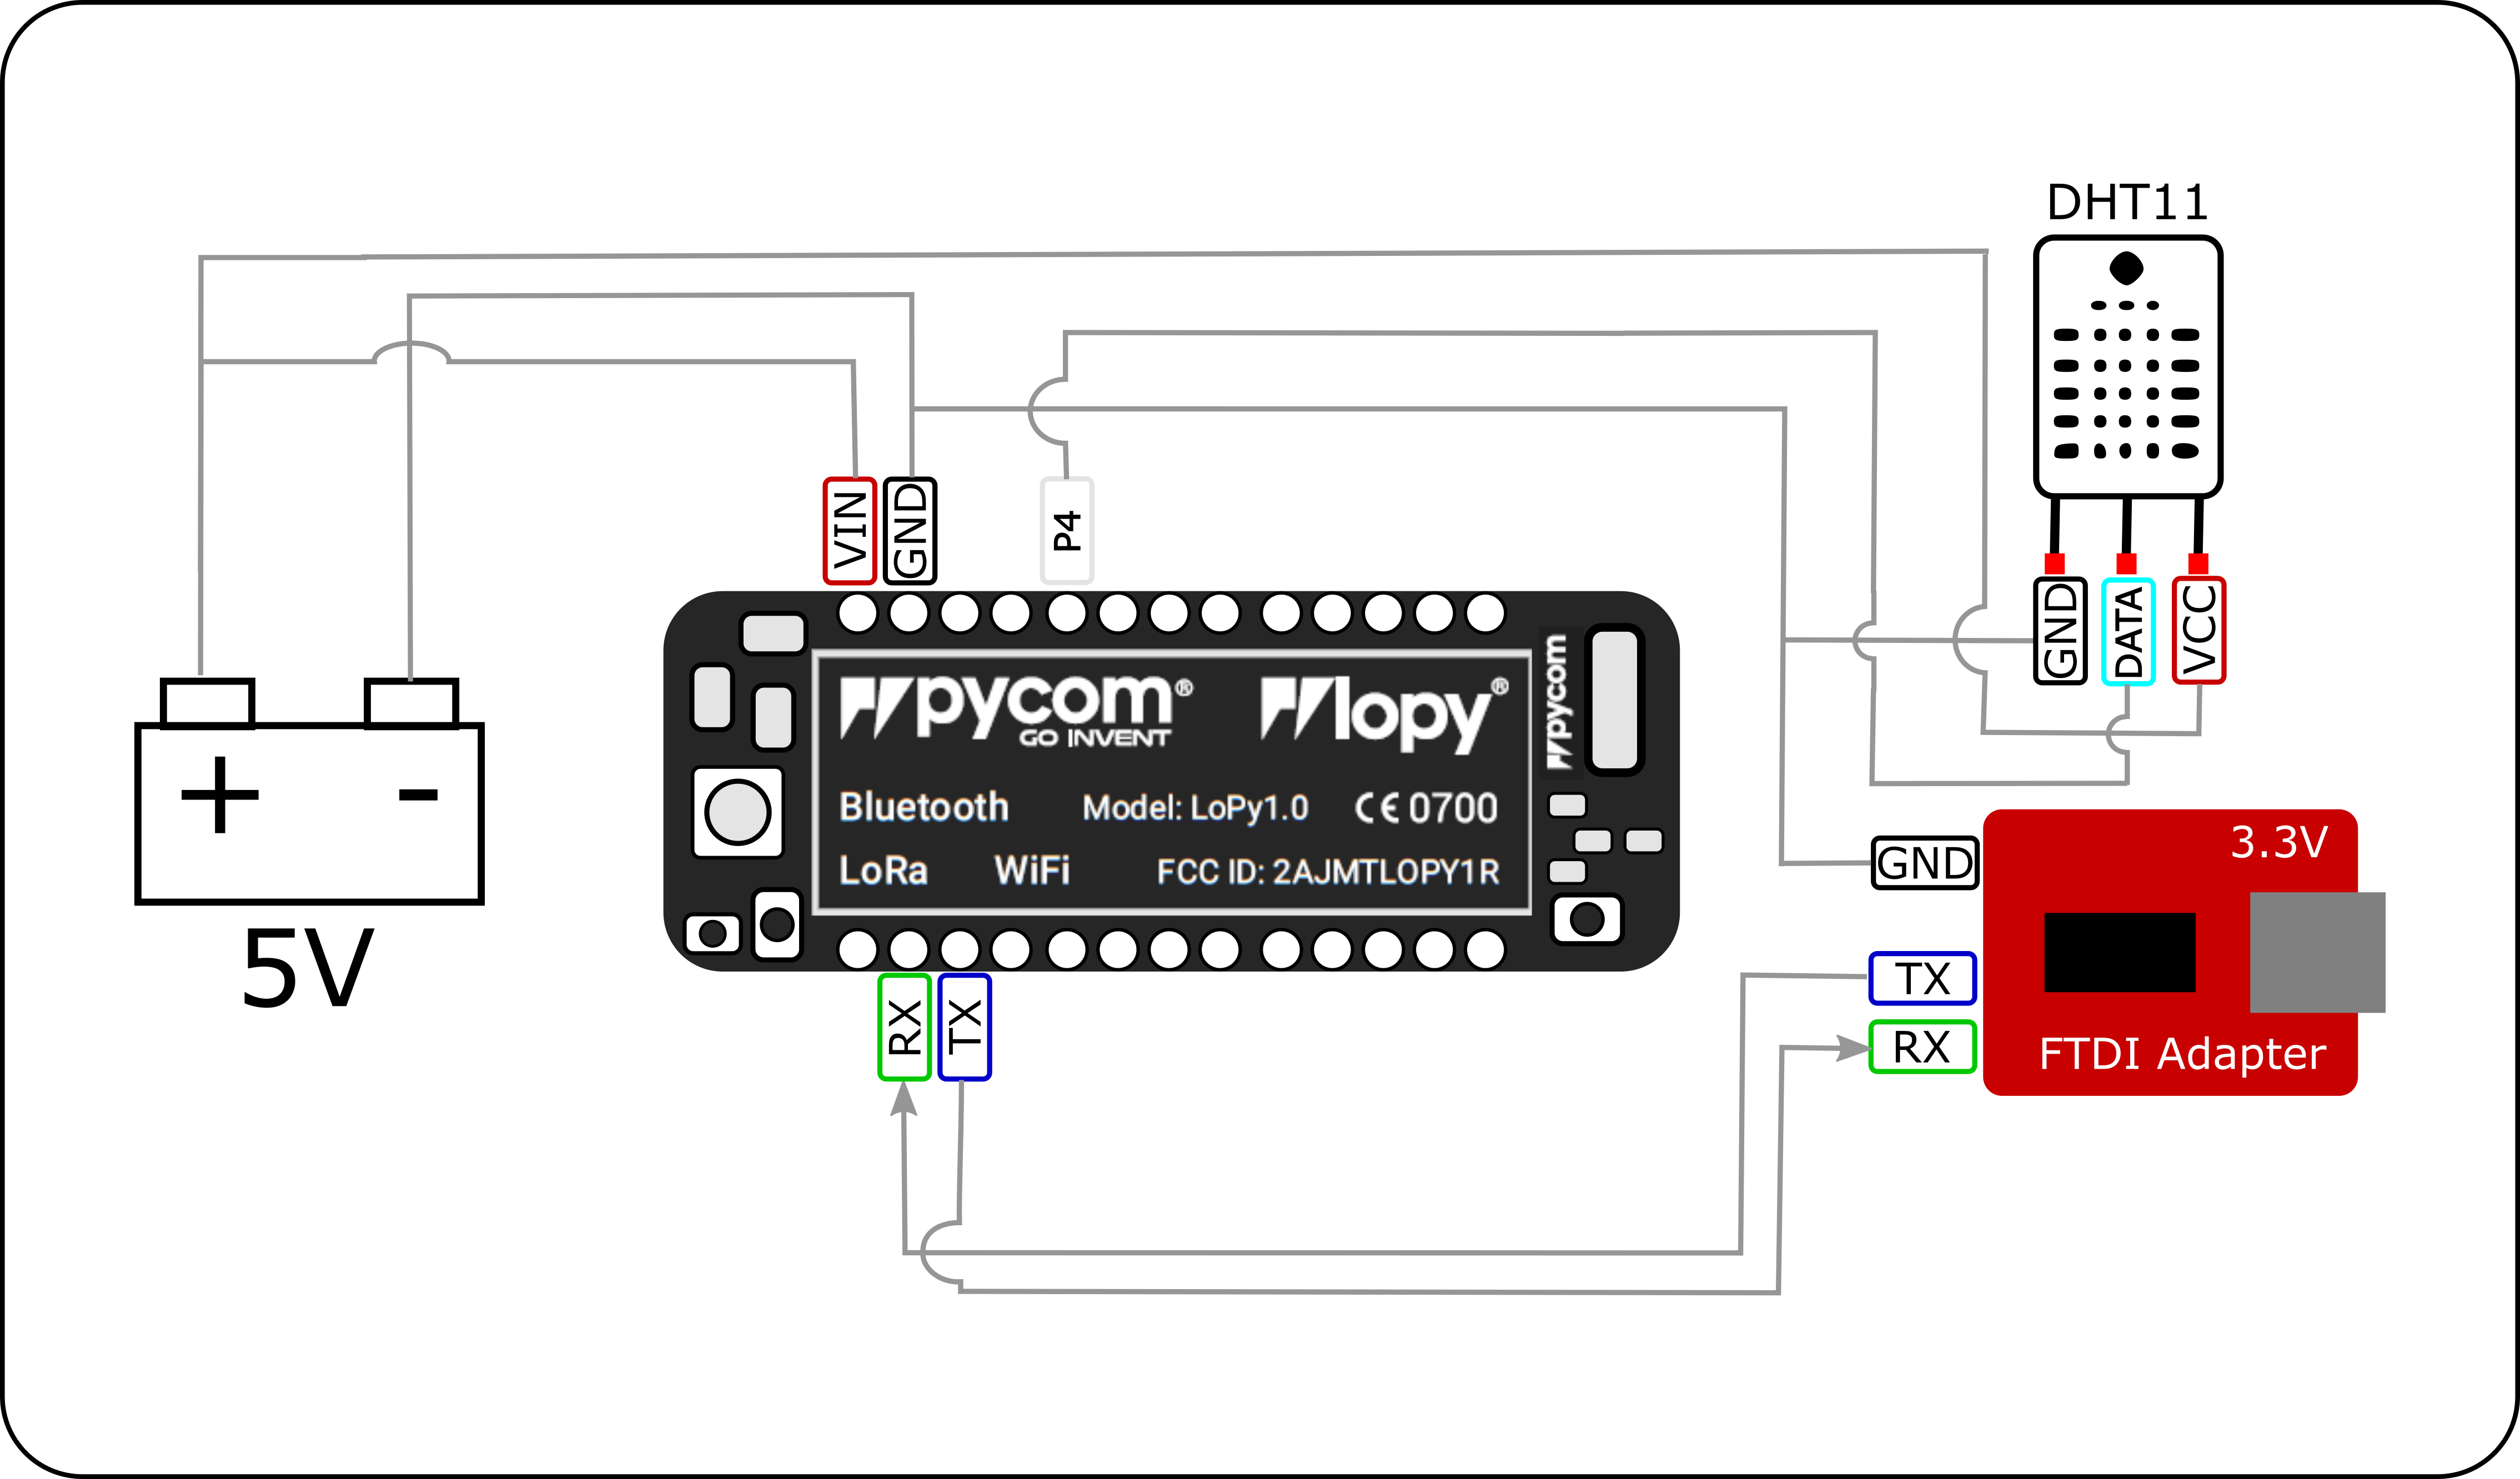 DHT11
VIN
GND
P4
GND
DATA
VCC
+
-
5V
pycom®
GO INVENT
lopy®
pycom
Bluetooth
Model: LoPy1.0
CE 0700
LoRa
WiFi
FCC ID: 2AJMTLOPY1R
RX
TX
GND
TX
RX
3.3V
FTDI Adapter